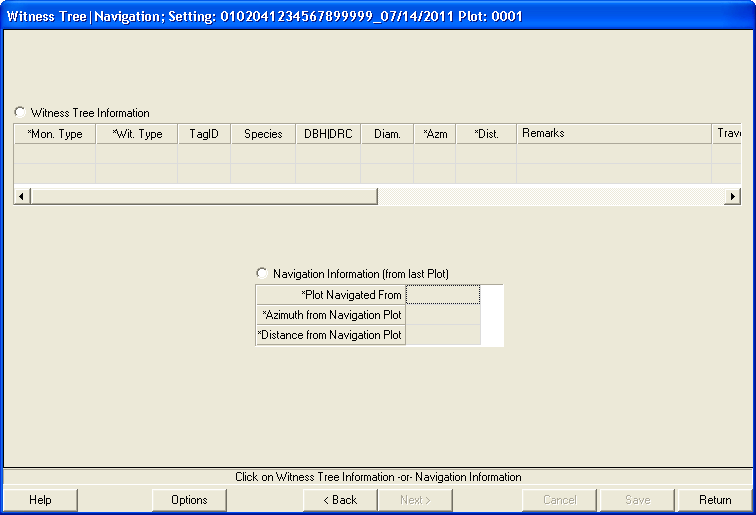 Witness Tree|Navigation; Setting: 0102041234567899999_07/14/2011 Plot: 0001
Witness Tree Information
*Mon. Type *Wit. Type TagID Species DBH|DRC Diam. *Azm *Dist. Remarks Trave
Navigation Information (from last Plot)
*Plot Navigated From
*Azimuth from Navigation Plot
*Distance from Navigation Plot
Click on Witness Tree Information -or- Navigation Information
Help Options < Back Next > Cancel Save Return